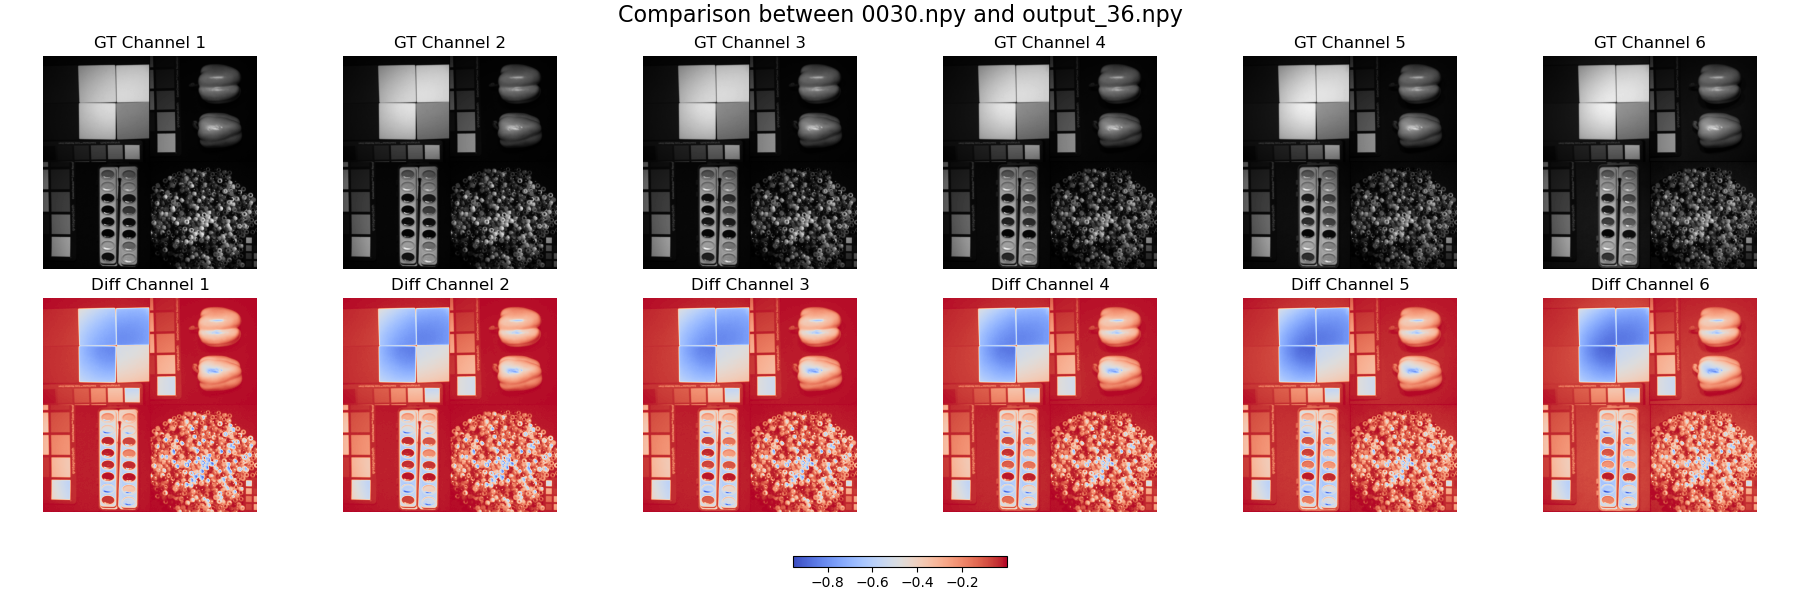 Comparison between 0030.npy and output_36.npy
GT Channel 1
GT Channel 2
GT Channel 3
GT Channel 4
GT Channel 5
GT Channel 6
Diff Channel 1
Diff Channel 2
Diff Channel 3
Diff Channel 4
Diff Channel 5
Diff Channel 6
−0.8 −0.6 −0.4 −0.2